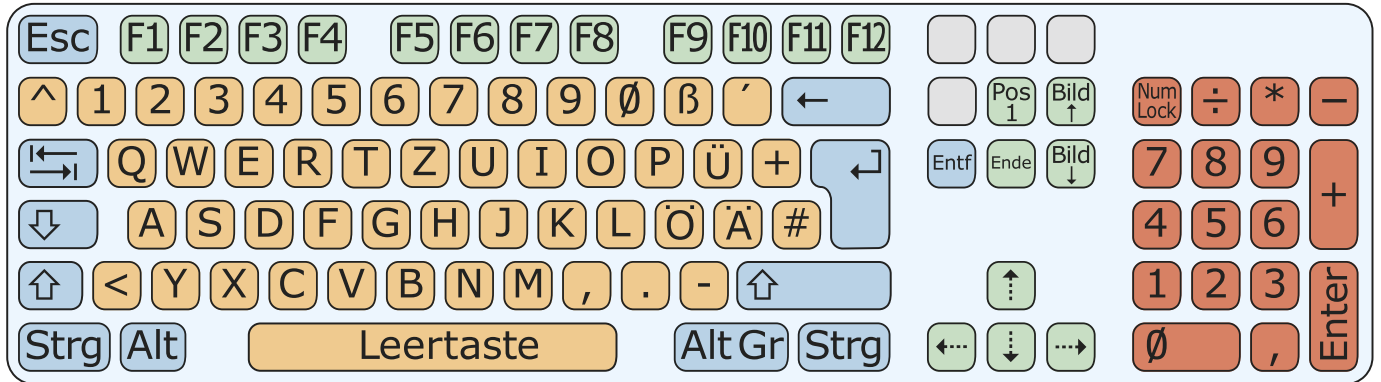 Esc F1 F2 F3 F4 F5 F6 F7 F8 F9 F10 F11 F12
^ 1 2 3 4 5 6 7 8 9 Ø ß ´ ← Pos 1 Bild ↑ Num Lock ÷ * −
Q W E R T Z U I O P Ü + Entf Ende Bild ↓ 7 8 9 +
A S D F G H J K L Ö Ä # 4 5 6
< Y X C V B N M , . - 1 2 3 Enter
Strg Alt Leertaste Alt Gr Strg Ø ,